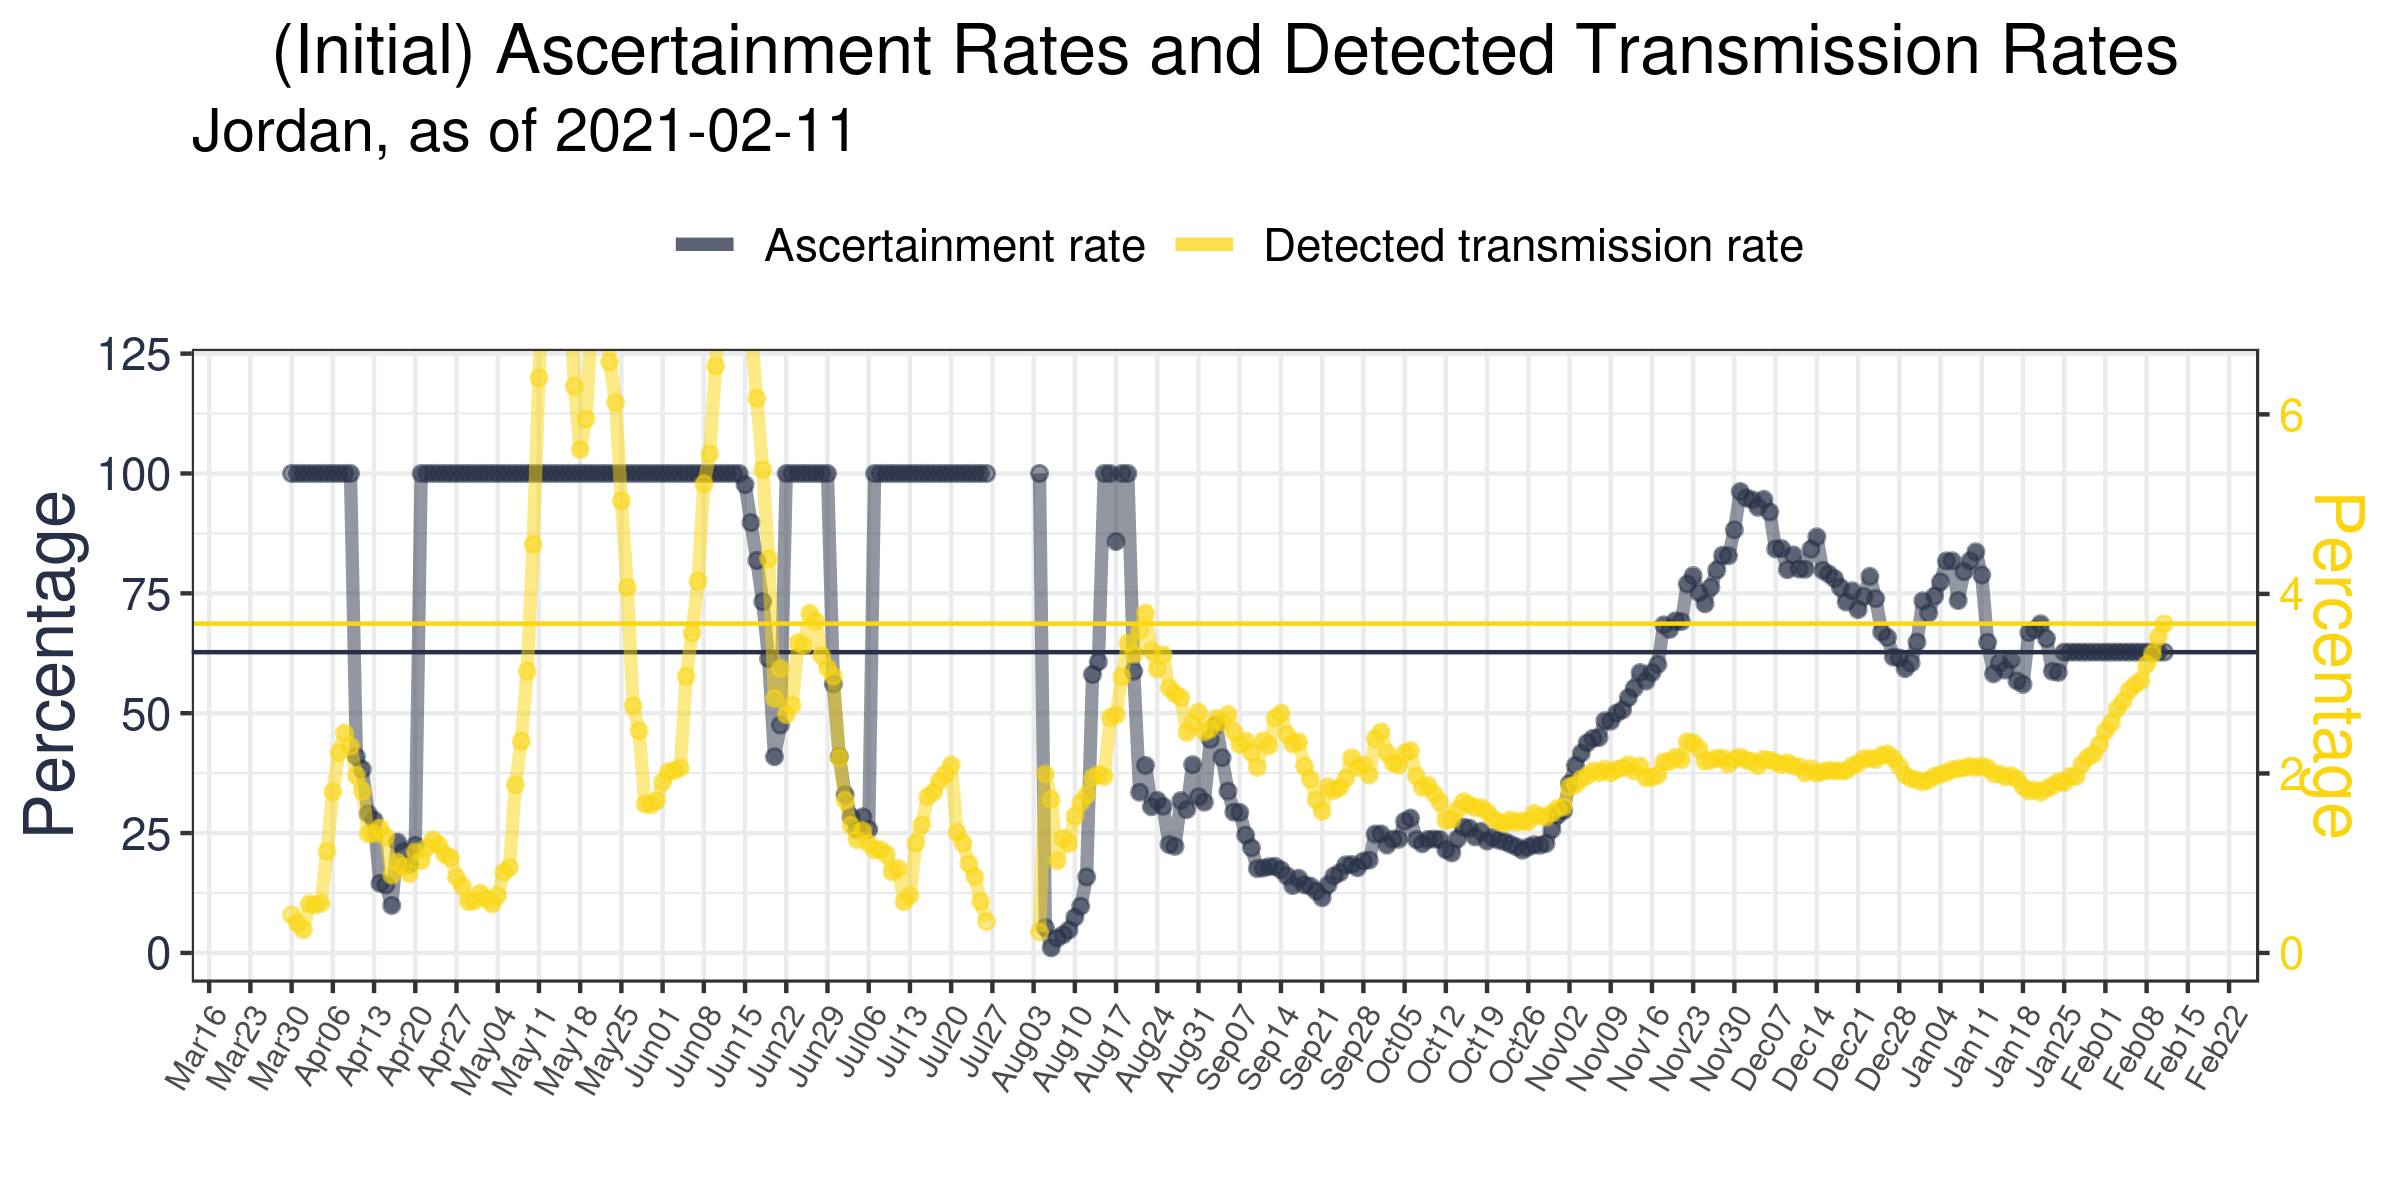 (Initial) Ascertainment Rates and Detected Transmission Rates
Jordan, as of 2021-02-11
Ascertainment rate
Detected transmission rate
Percentage
125
100
75
50
25
0
6
4
2
0
Percentage
Mar16
Mar23
Mar30
Apr06
Apr13
Apr20
Apr27
May04
May11
May18
May25
Jun01
Jun08
Jun15
Jun22
Jun29
Jul06
Jul13
Jul20
Jul27
Aug03
Aug10
Aug17
Aug24
Aug31
Sep07
Sep14
Sep21
Sep28
Oct05
Oct12
Oct19
Oct26
Nov02
Nov09
Nov16
Nov23
Nov30
Dec07
Dec14
Dec21
Dec28
Jan04
Jan11
Jan18
Jan25
Feb01
Feb08
Feb15
Feb22